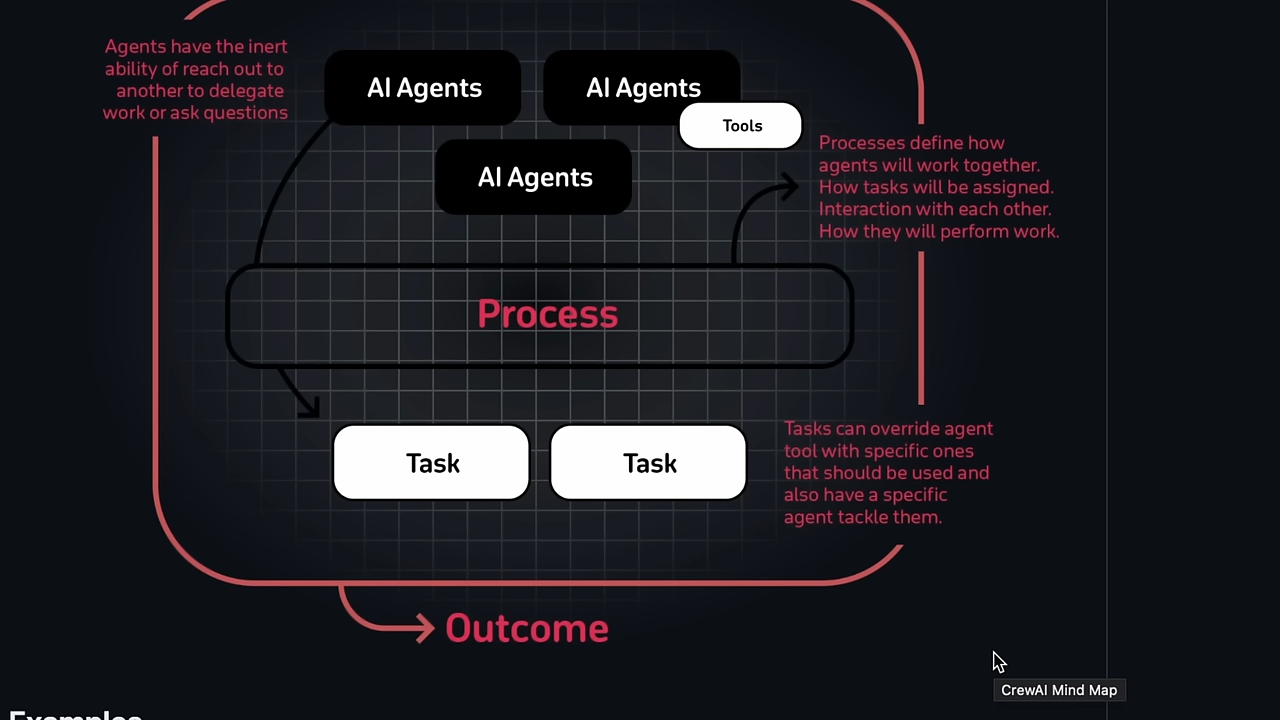 Agents have the inert
ability of reach out to
another to delegate
work or ask questions
AI Agents
AI Agents
Tools
AI Agents
Processes define how
agents will work together.
How tasks will be assigned.
Interaction with each other.
How they will perform work.
Process
Task
Task
Tasks can override agent
tool with specific ones
that should be used and
also have a specific
agent tackle them.
Outcome
CrewAI Mind Map
Examples